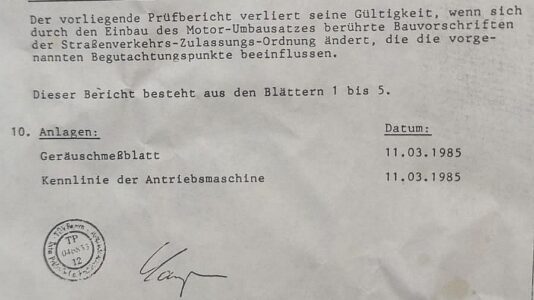 Der vorliegende Prüfbericht verliert seine Gültigkeit, wenn sich
durch den Einbau des Motor-Umbausatzes berührte Bauvorschriften
der Straßenverkehrs-Zulassungs-Ordnung ändert, die die vorge-
nannten Begutachtungspunkte beeinflussen.
Dieser Bericht besteht aus den Blättern 1 bis 5.
10. Anlagen: Datum:
Geräuschmeßblatt 11.03.1985
Kennlinie der Antriebsmaschine 11.03.1985
TP
12